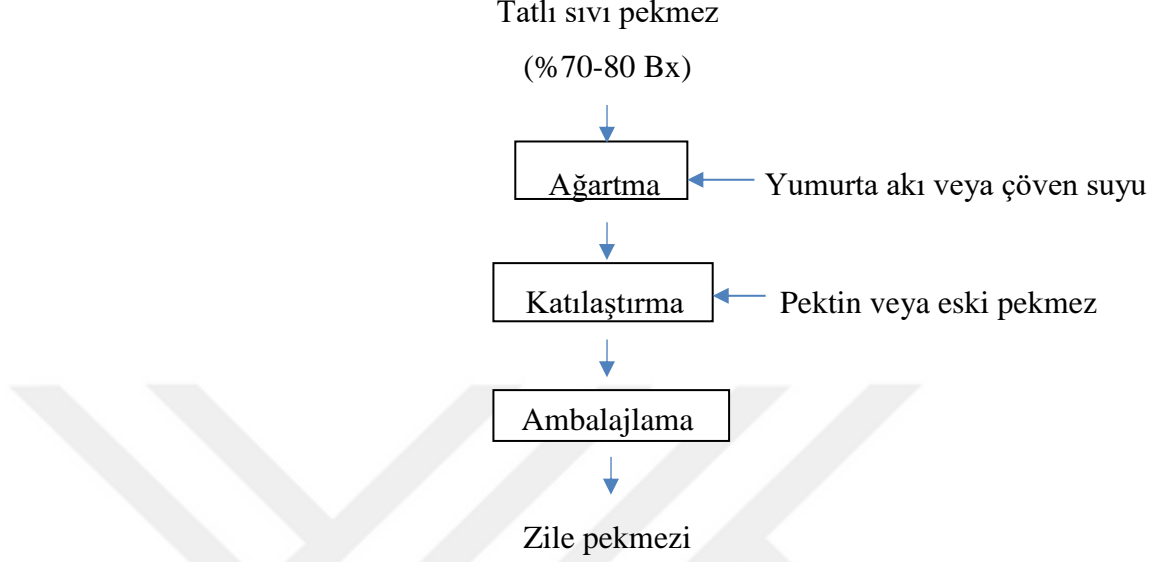 Tatlı sıvı pekmez
(%70-80 Bx)
Ağartma
Yumurta akı veya çöven suyu
Katılaştırma
Pektin veya eski pekmez
Ambalajlama
Zile pekmezi